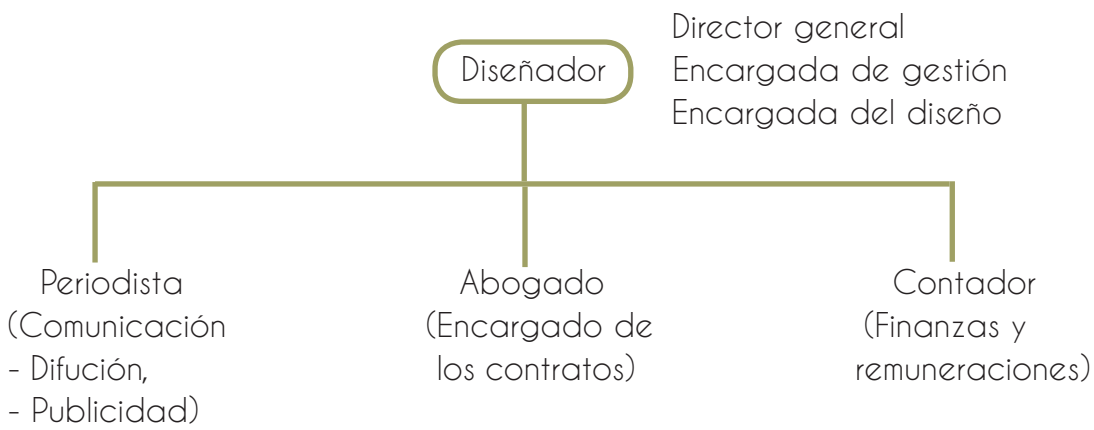 Diseñador
Director general
Encargada de gestión
Encargada del diseño
Periodista
(Comunicación
- Difución,
- Publicidad)
Abogado
(Encargado de
los contratos)
Contador
(Finanzas y
remuneraciones)